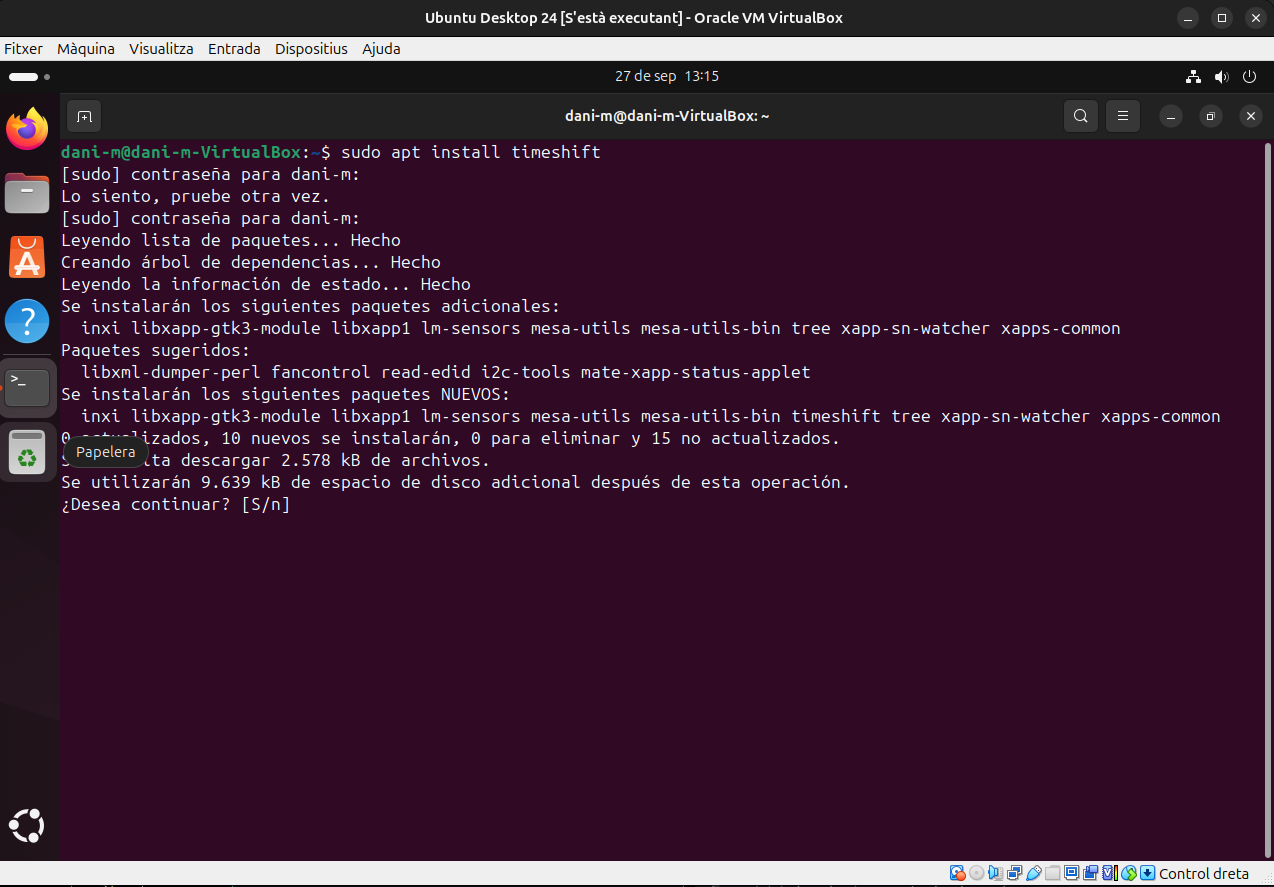 Ubuntu Desktop 24 [S'està executant] - Oracle VM VirtualBox
Fitxer Màquina Visualitza Entrada Dispositius Ajuda
27 de sep 13:15
dani-m@dani-m-VirtualBox: ~
dani-m@dani-m-VirtualBox:~$ sudo apt install timeshift
[sudo] contraseña para dani-m:
Lo siento, pruebe otra vez.
[sudo] contraseña para dani-m:
Leyendo lista de paquetes... Hecho
Creando árbol de dependencias... Hecho
Leyendo la información de estado... Hecho
Se instalarán los siguientes paquetes adicionales:
inxi libxapp-gtk3-module libxapp1 lm-sensors mesa-utils mesa-utils-bin tree xapp-sn-watcher xapps-common
Paquetes sugeridos:
libxml-dumper-perl fancontrol read-edid i2c-tools mate-xapp-status-applet
Se instalarán los siguientes paquetes NUEVOS:
inxi libxapp-gtk3-module libxapp1 lm-sensors mesa-utils mesa-utils-bin timeshift tree xapp-sn-watcher xapps-common
0 actualizados, 10 nuevos se instalarán, 0 para eliminar y 15 no actualizados.
Papelera
descargar 2.578 kB de archivos.
Se utilizarán 9.639 kB de espacio de disco adicional después de esta operación.
¿Desea continuar? [S/n]
Control dreta